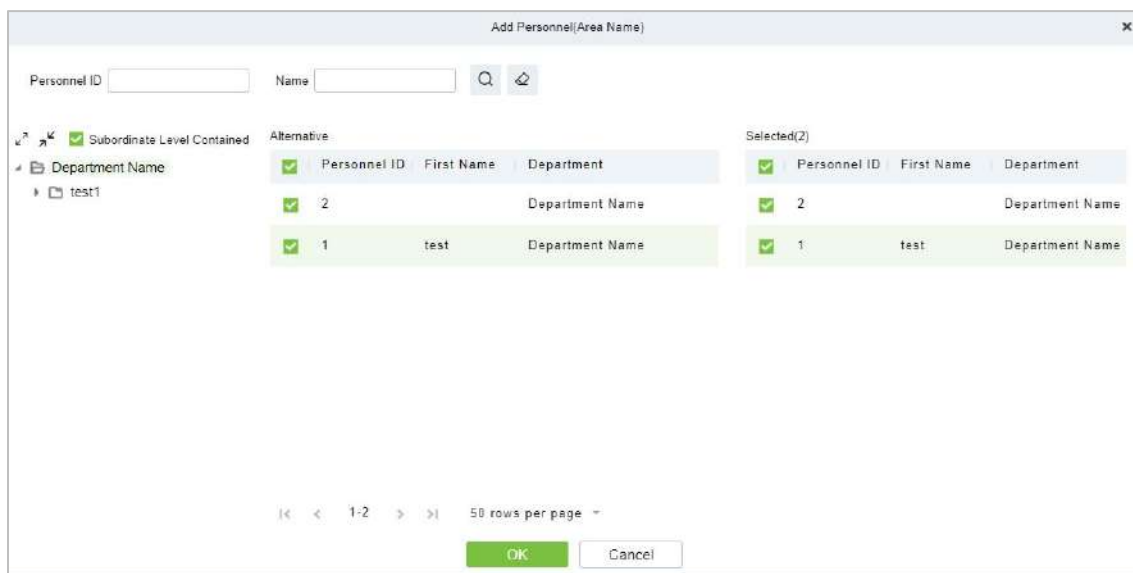 Add Personnel(Area Name)
Personnel ID Name
Subordinate Level Contained
Department Name
test1
Alternative
Personnel ID First Name Department
2 Department Name
1 test Department Name
Selected(2)
Personnel ID First Name Department
2 Department Name
1 test Department Name
1-2 50 rows per page
OK Cancel